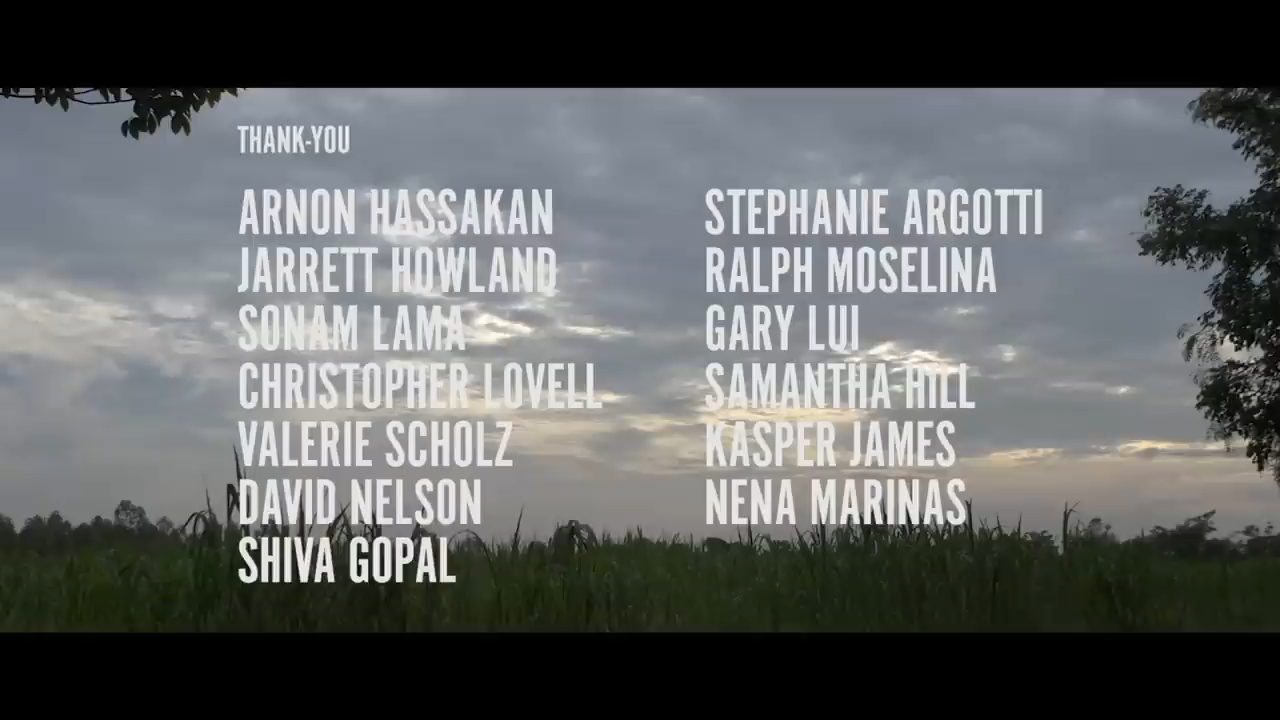 THANK-YOU
ARNON HASSAKAN
JARRETT HOWLAND
SONAM LAMA
CHRISTOPHER LOVELL
VALERIE SCHOLZ
DAVID NELSON
SHIVA GOPAL
STEPHANIE ARGOTTI
RALPH MOSELINA
GARY LUI
SAMANTHA HILL
KASPER JAMES
NENA MARINAS